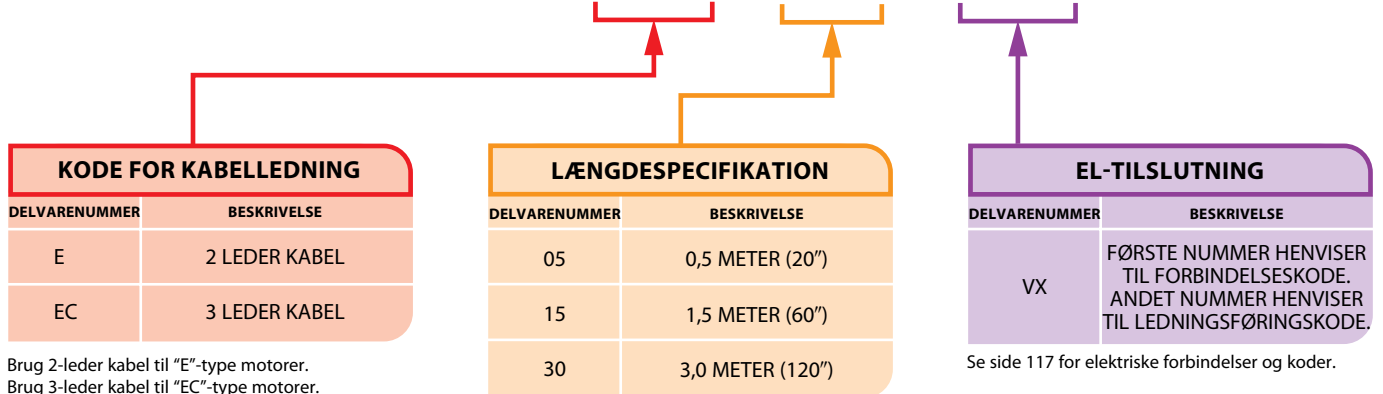 KODE FOR KABELLEDNING
DELVARENUMMER BESKRIVELSE
E 2 LEDER KABEL
EC 3 LEDER KABEL
Brug 2-leder kabel til “E”-type motorer.
Brug 3-leder kabel til “EC”-type motorer.
LÆNGDESPECIFIKATION
DELVARENUMMER BESKRIVELSE
05 0,5 METER (20”)
15 1,5 METER (60”)
30 3,0 METER (120”)
EL-TILSLUTNING
DELVARENUMMER BESKRIVELSE
VX FØRSTE NUMMER HENVISER
TIL FORBINDELSESKODE.
ANDET NUMMER HENVISER
TIL LEDNINGSFØRINGSKODE.
Se side 117 for elektriske forbindelser og koder.